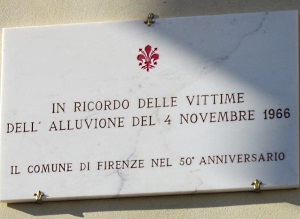 IN RICORDO DELLE VITTIME
DELL' ALLUVIONE DEL 4 NOVEMBRE 1966
IL COMUNE DI FIRENZE NEL 50° ANNIVERSARIO